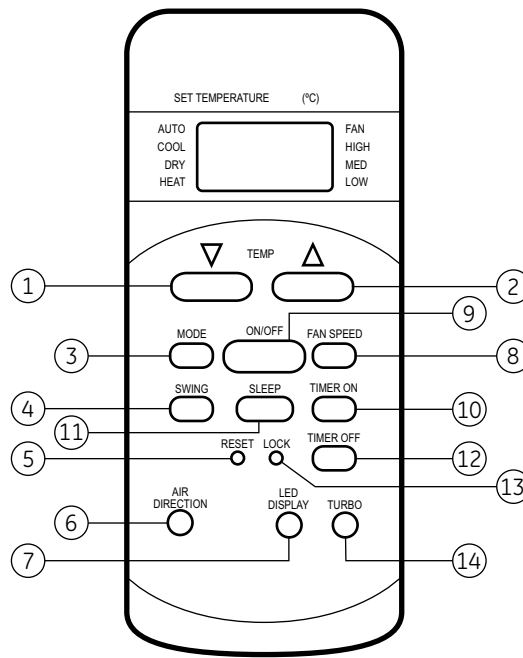 SET TEMPERATURE (ºC)
AUTO FAN
COOL HIGH
DRY MED
HEAT LOW
TEMP
1 2
9
MODE ON/OFF FAN SPEED
3 8
SWING SLEEP TIMER ON
4 10
11
RESET LOCK TIMER OFF
5 12
13
AIR
DIRECTION
LED
DISPLAY
TURBO
6
7 14